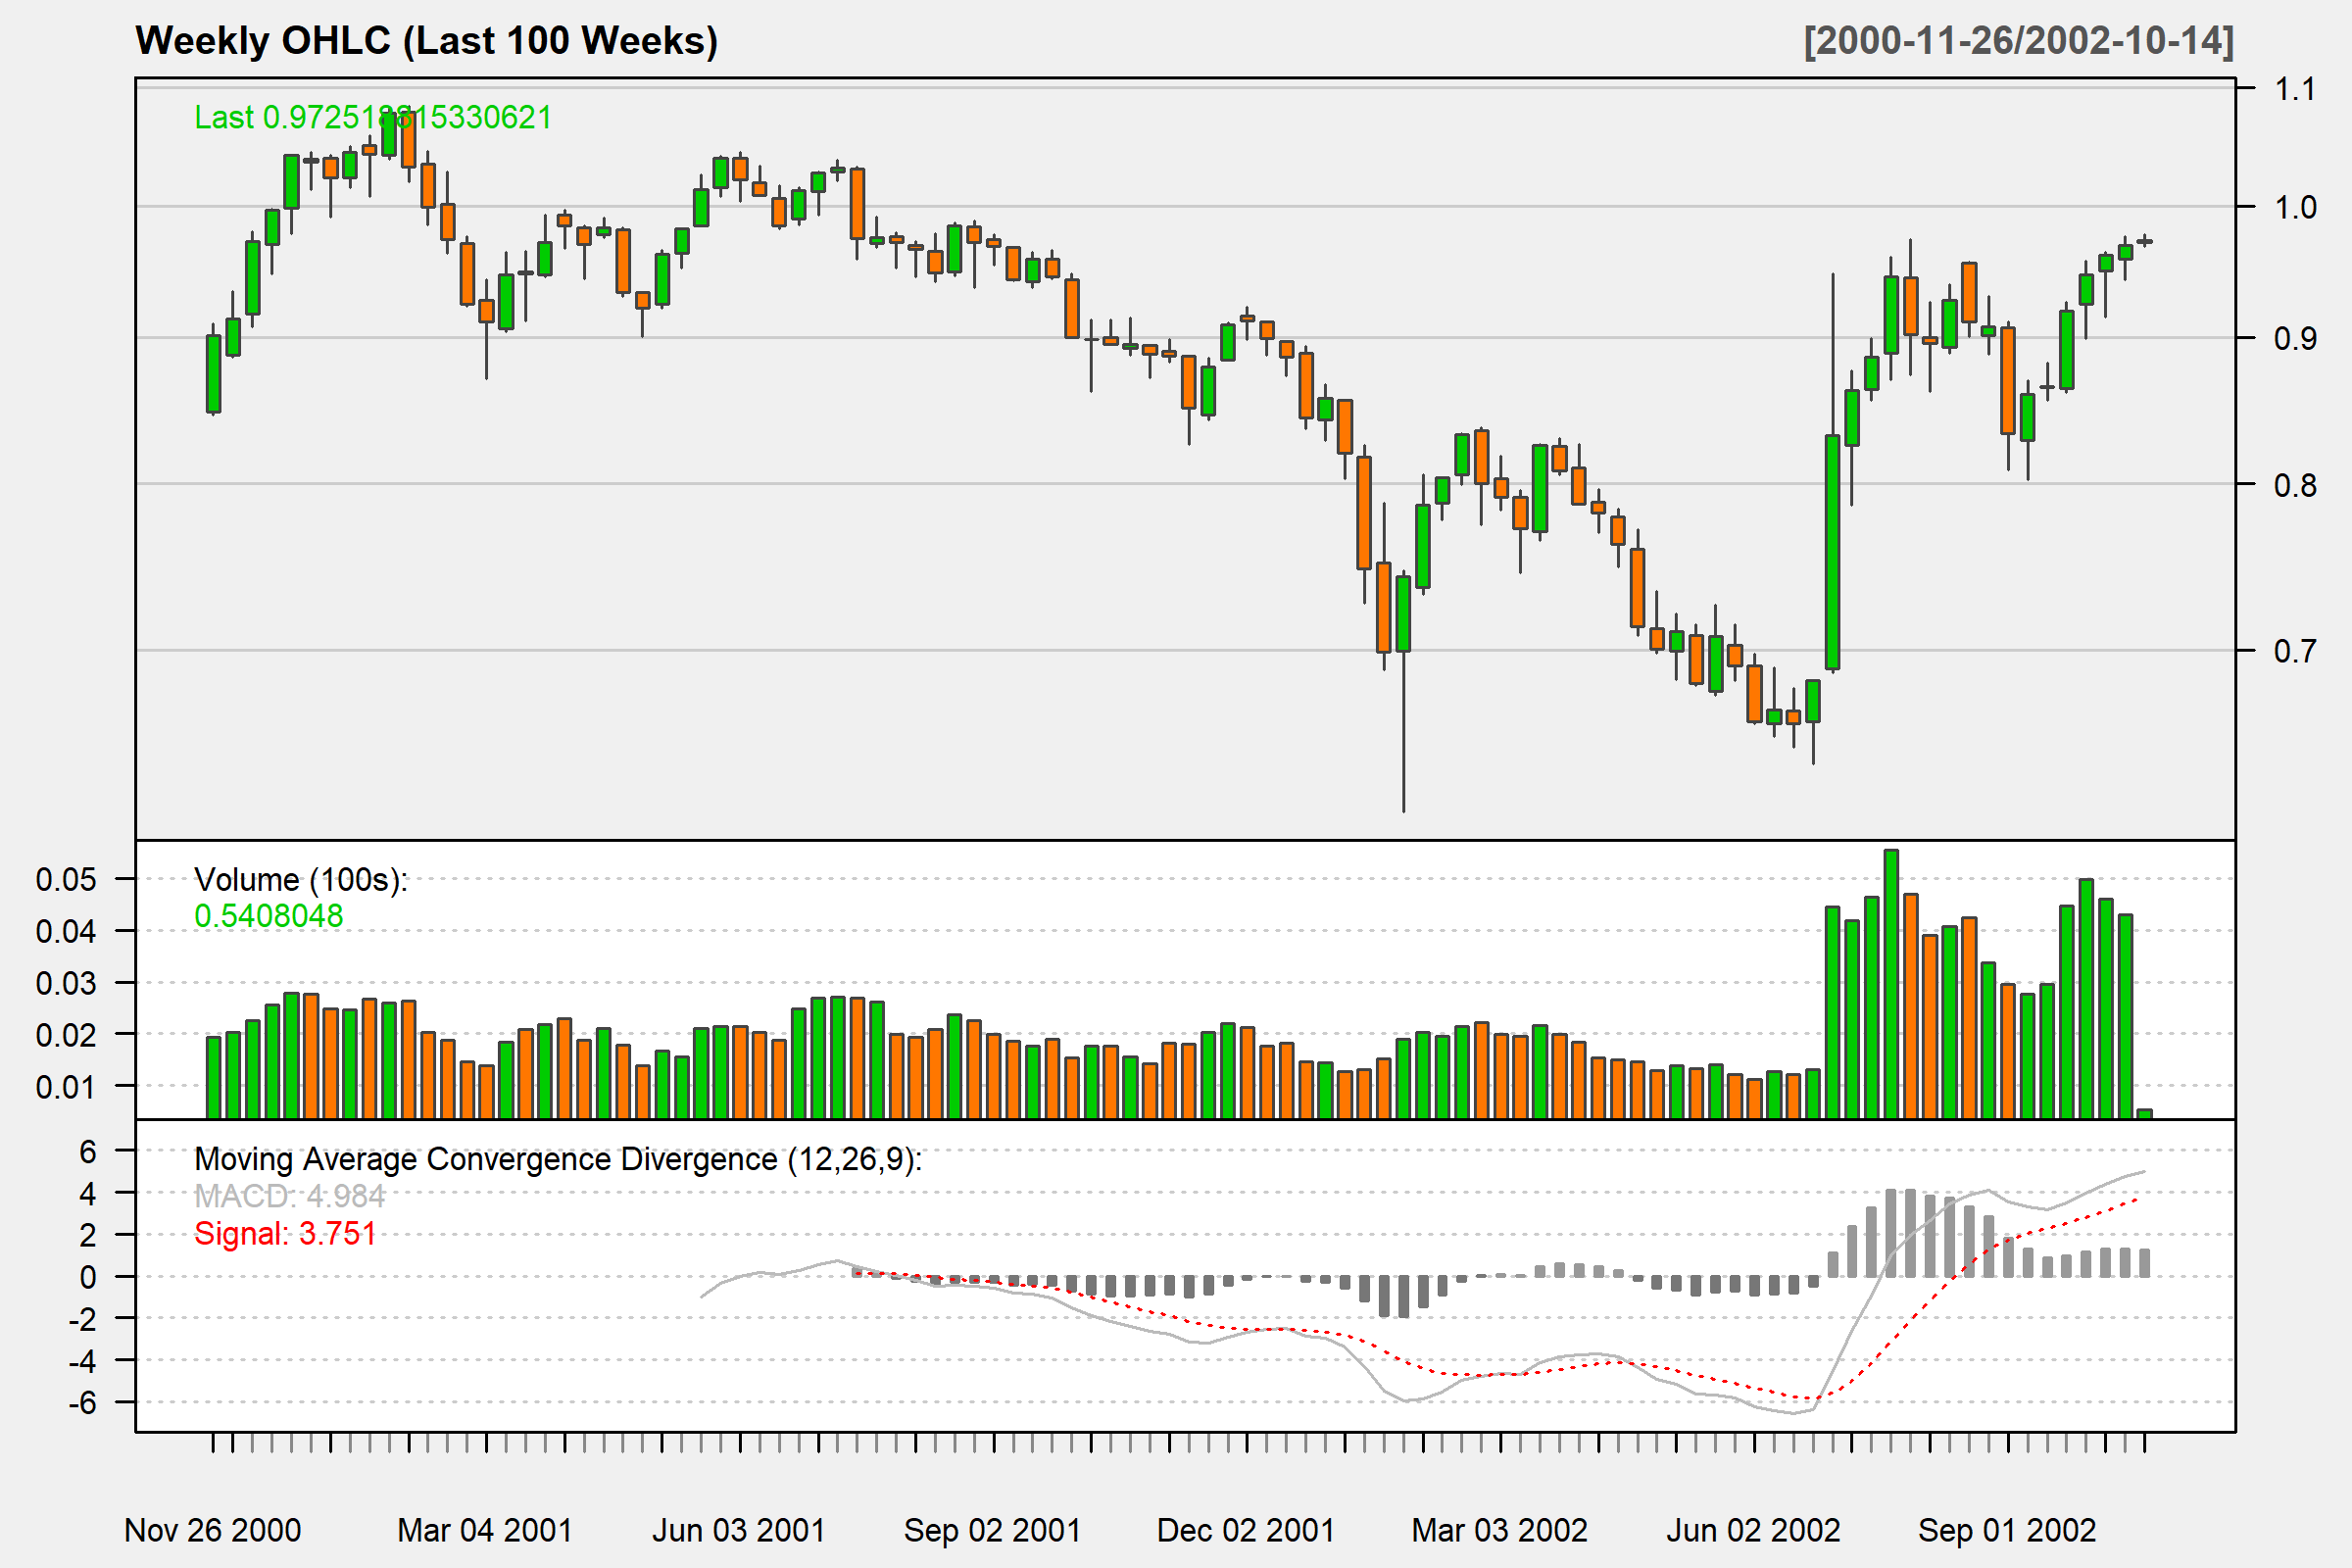 Weekly OHLC (Last 100 Weeks)
[2000-11-26/2002-10-14]
Last 0.972518815330621
1.1
1.0
0.9
0.8
0.7
Volume (100s):
0.5408048
0.05
0.04
0.03
0.02
0.01
Moving Average Convergence Divergence (12,26,9):
MACD: 4.984
Signal: 3.751
6
4
2
0
-2
-4
-6
Nov 26 2000
Mar 04 2001
Jun 03 2001
Sep 02 2001
Dec 02 2001
Mar 03 2002
Jun 02 2002
Sep 01 2002